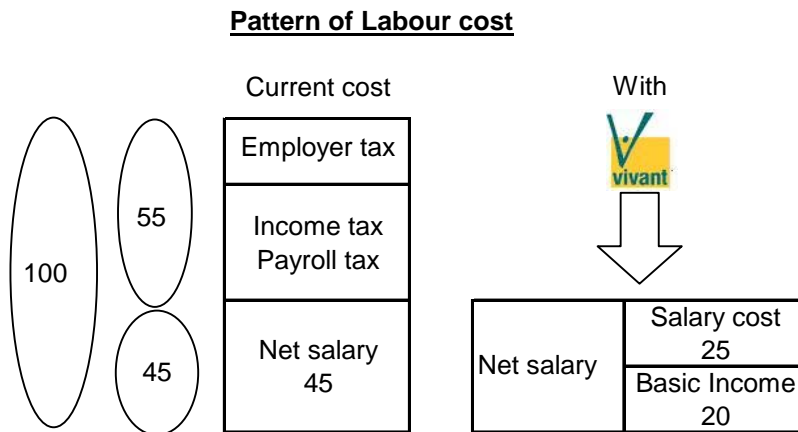 Pattern of Labour cost
Current cost
With
vivant
100
55
45
Employer tax
Income tax
Payroll tax
Net salary
45
Net salary
Salary cost
25
Basic Income
20